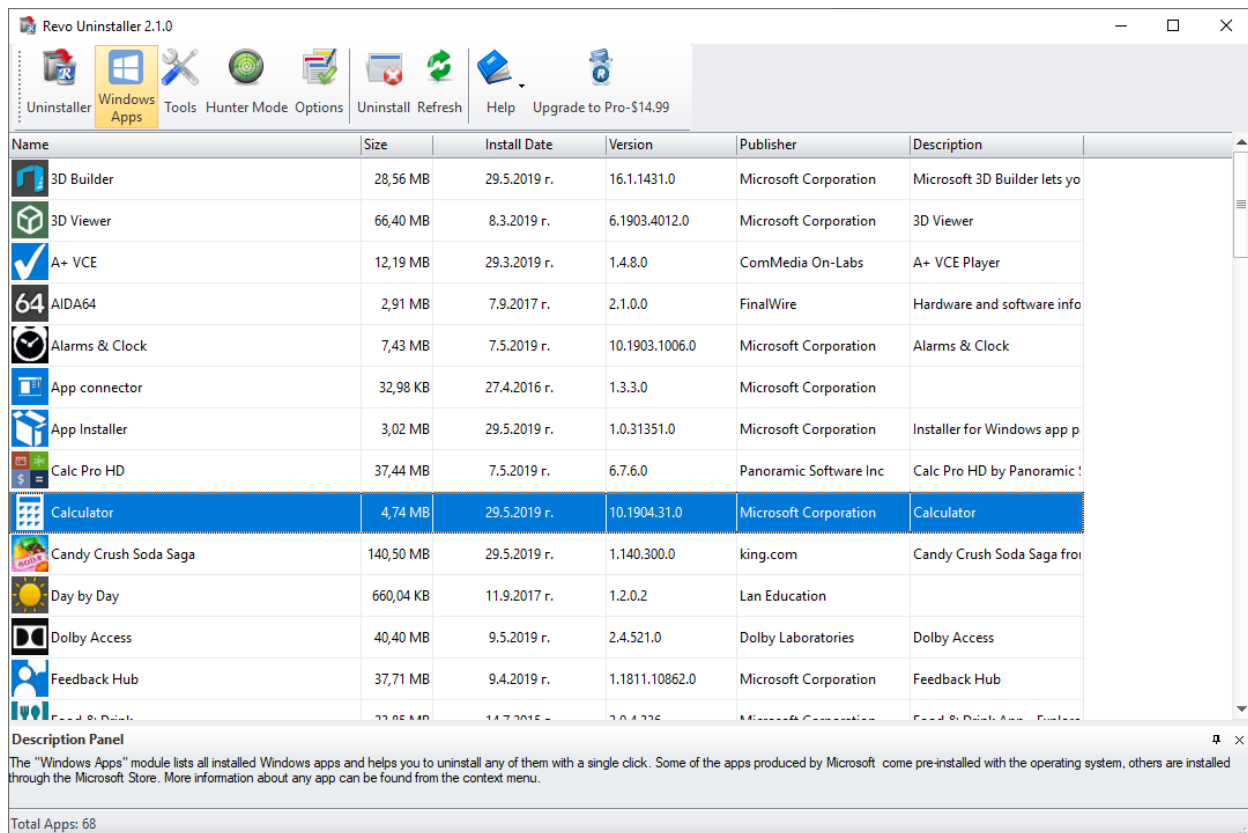 Revo Uninstaller 2.1.0
Uninstaller Windows Apps Tools Hunter Mode Options Uninstall Refresh Help Upgrade to Pro-$14.99
Name Size Install Date Version Publisher Description
3D Builder 28,56 MB 29.5.2019 г. 16.1.1431.0 Microsoft Corporation Microsoft 3D Builder lets yo
3D Viewer 66,40 MB 8.3.2019 г. 6.1903.4012.0 Microsoft Corporation 3D Viewer
A+ VCE 12,19 MB 29.3.2019 г. 1.4.8.0 ComMedia On-Labs A+ VCE Player
64 AIDA64 2,91 MB 7.9.2017 г. 2.1.0.0 FinalWire Hardware and software info
Alarms & Clock 7,43 MB 7.5.2019 г. 10.1903.1006.0 Microsoft Corporation Alarms & Clock
App connector 32,98 KB 27.4.2016 г. 1.3.3.0 Microsoft Corporation
App Installer 3,02 MB 29.5.2019 г. 1.0.31351.0 Microsoft Corporation Installer for Windows app p
Calc Pro HD 37,44 MB 7.5.2019 г. 6.7.6.0 Panoramic Software Inc Calc Pro HD by Panoramic
Calculator 4,74 MB 29.5.2019 г. 10.1904.31.0 Microsoft Corporation Calculator
Candy Crush Soda Saga 140,50 MB 29.5.2019 г. 1.140.300.0 king.com Candy Crush Soda Saga fro
Day by Day 660,04 KB 11.9.2017 г. 1.2.0.2 Lan Education
Dolby Access 40,40 MB 9.5.2019 г. 2.4.521.0 Dolby Laboratories Dolby Access
Feedback Hub 37,71 MB 9.4.2019 г. 1.1811.10862.0 Microsoft Corporation Feedback Hub
Food & Drink Microsoft Corporation Food & Drink App
Description Panel
The "Windows Apps" module lists all installed Windows apps and helps you to uninstall any of them with a single click. Some of the apps produced by Microsoft come pre-installed with the operating system, others are installed
through the Microsoft Store. More information about any app can be found from the context menu.
Total Apps: 68